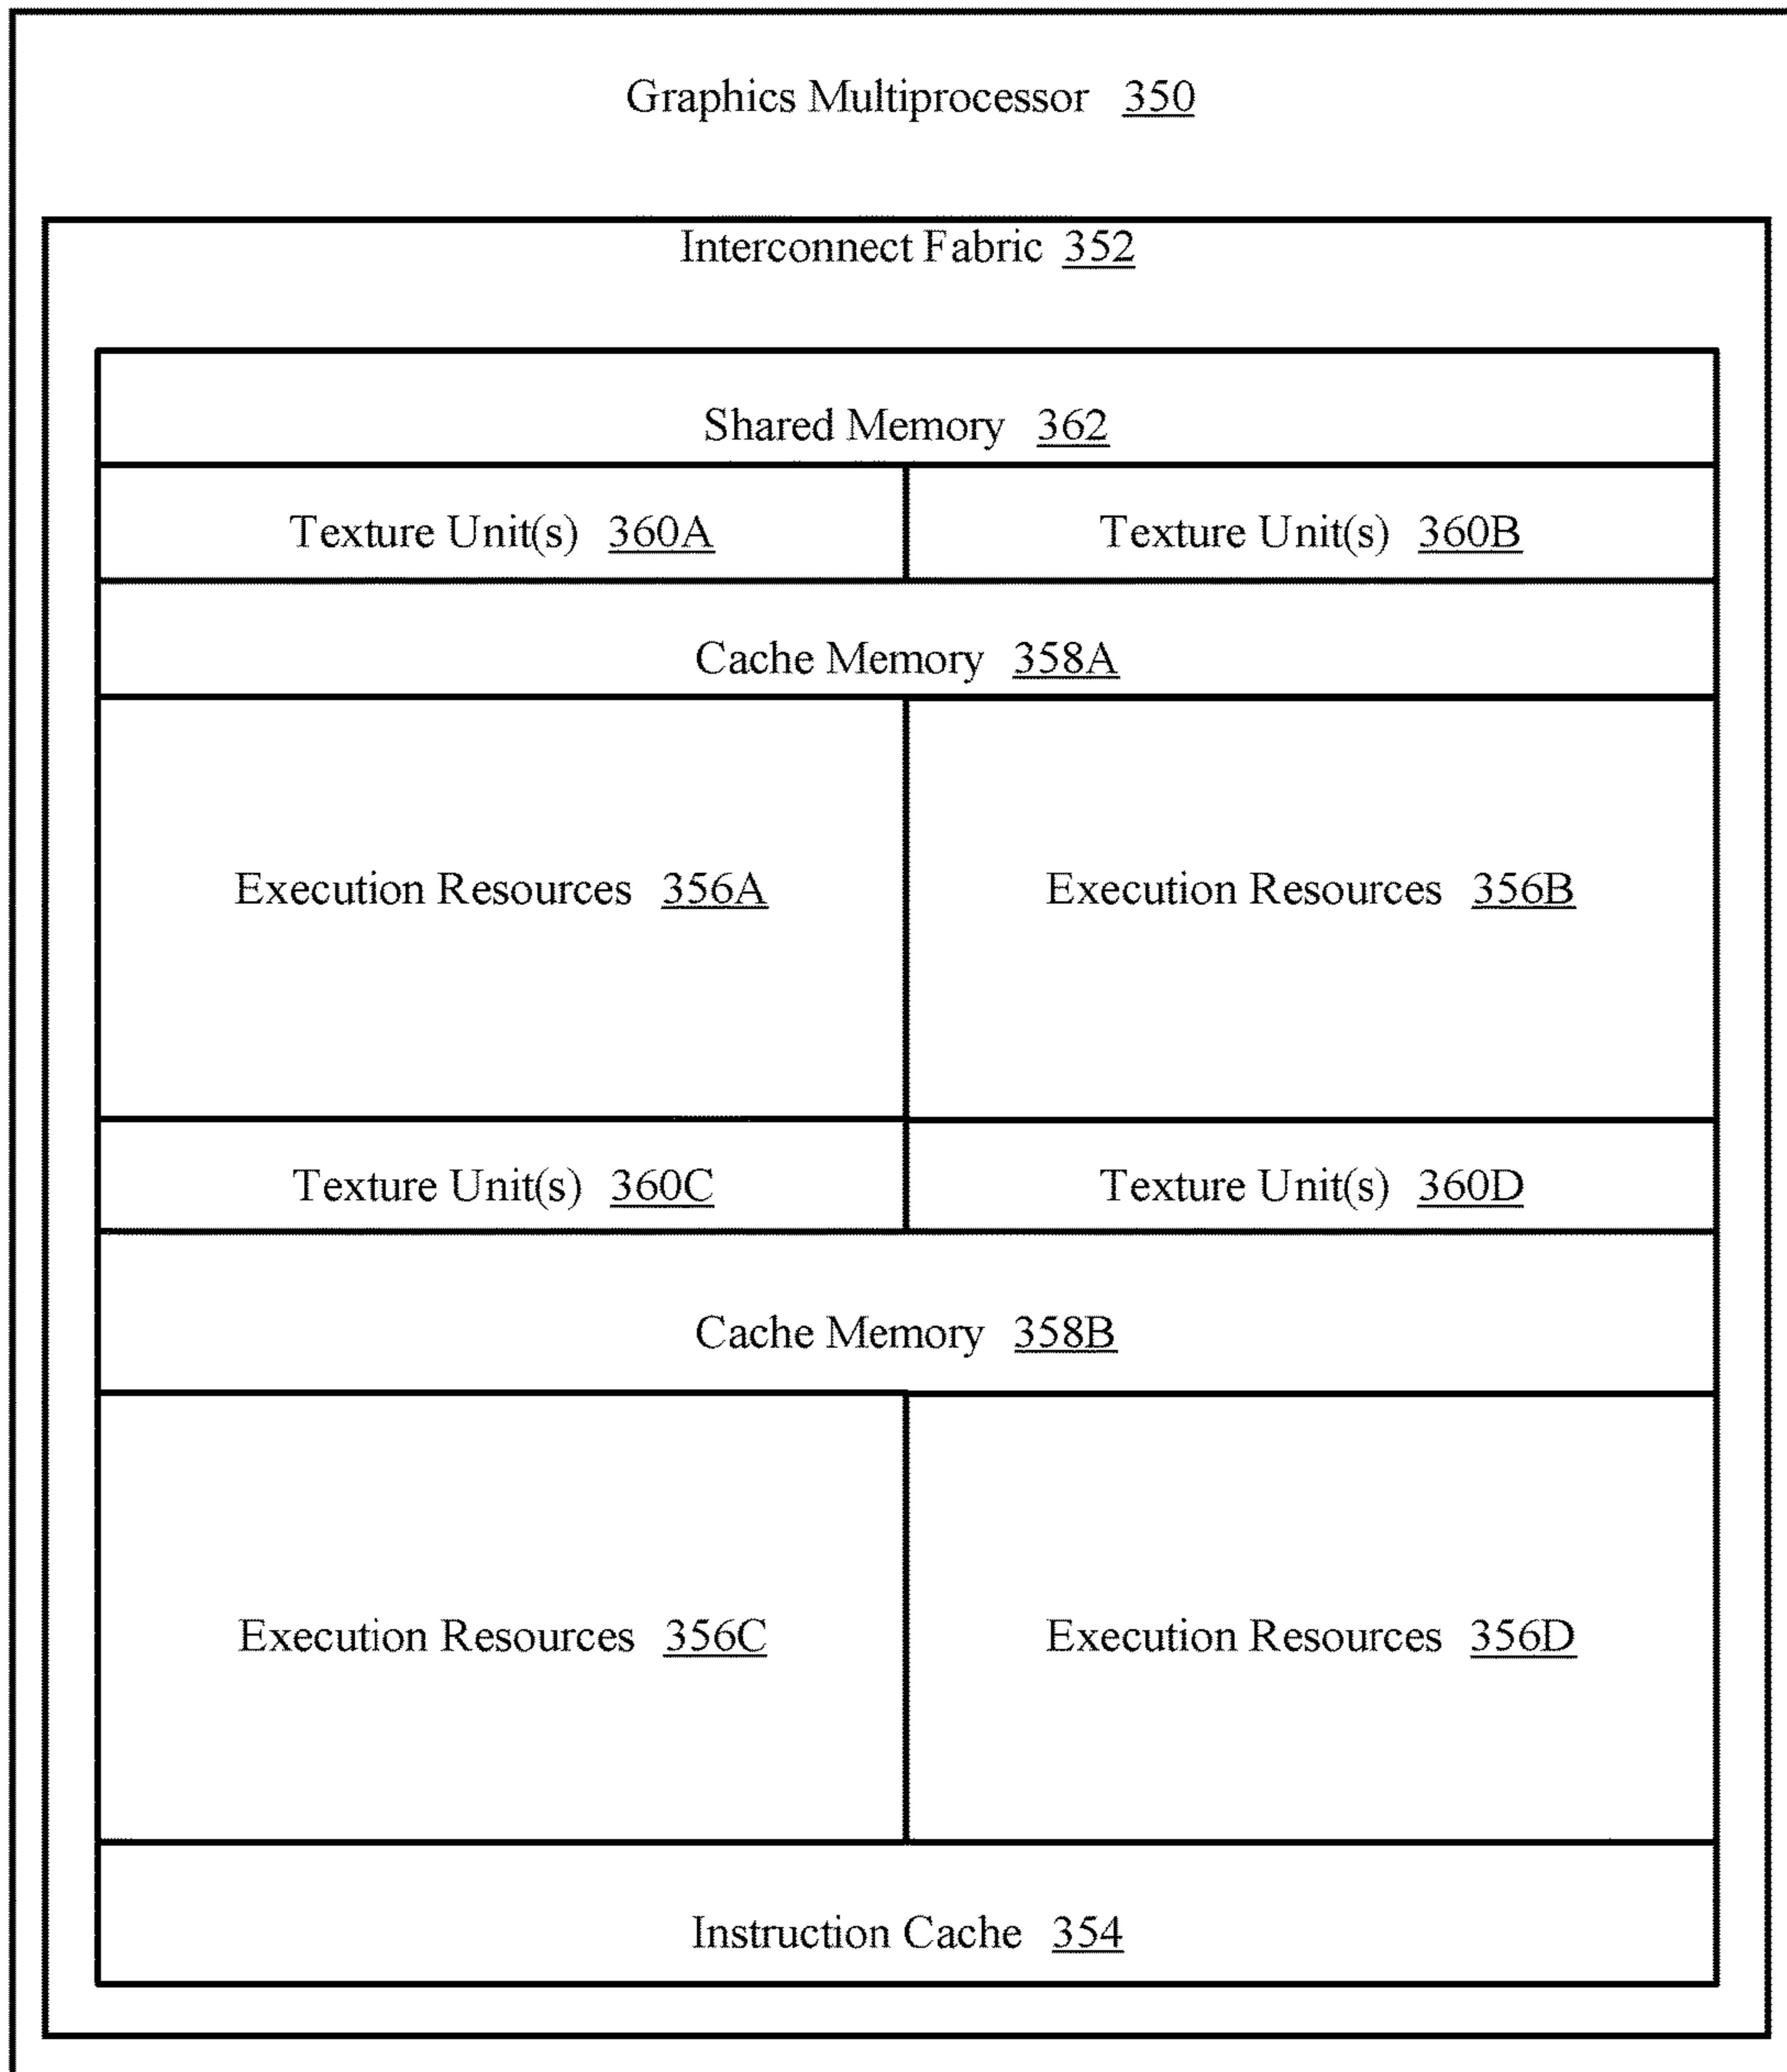 Graphics Multiprocessor 350
Interconnect Fabric 352
Shared Memory 362
Texture Unit(s) 360A
Texture Unit(s) 360B
Cache Memory 358A
Execution Resources 356A
Execution Resources 356B
Texture Unit(s) 360C
Texture Unit(s) 360D
Cache Memory 358B
Execution Resources 356C
Execution Resources 356D
Instruction Cache 354